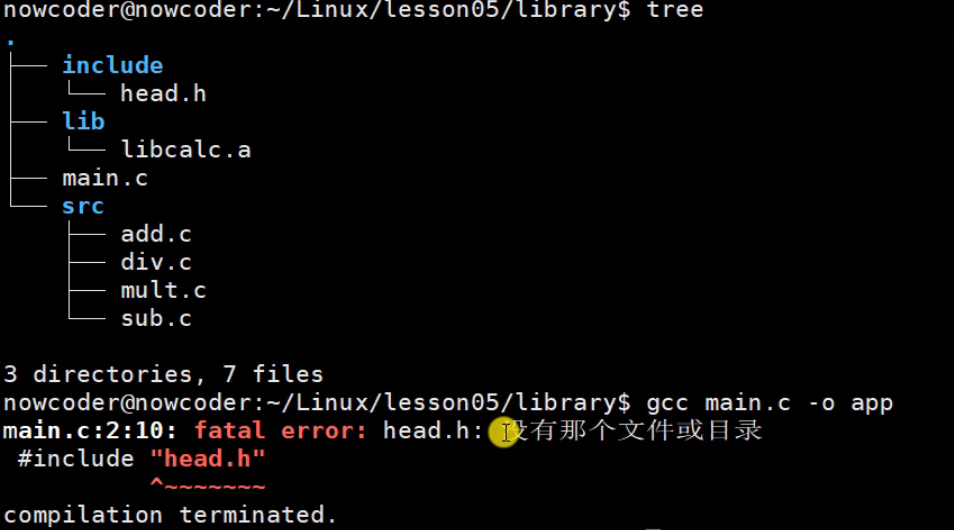 nowcoder@nowcoder:~/Linux/lesson05/library$ tree
.
├── include
│   └── head.h
├── lib
│   └── libcalc.a
├── main.c
└── src
    ├── add.c
    ├── div.c
    ├── mult.c
    └── sub.c
3 directories, 7 files
nowcoder@nowcoder:~/Linux/lesson05/library$ gcc main.c -o app
main.c:2:10: fatal error: head.h: 没有那个文件或目录
 #include "head.h"
          ^~~~~~~~
compilation terminated.